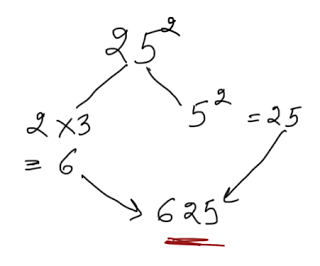 25²
2 × 3 5² = 25
= 6
625